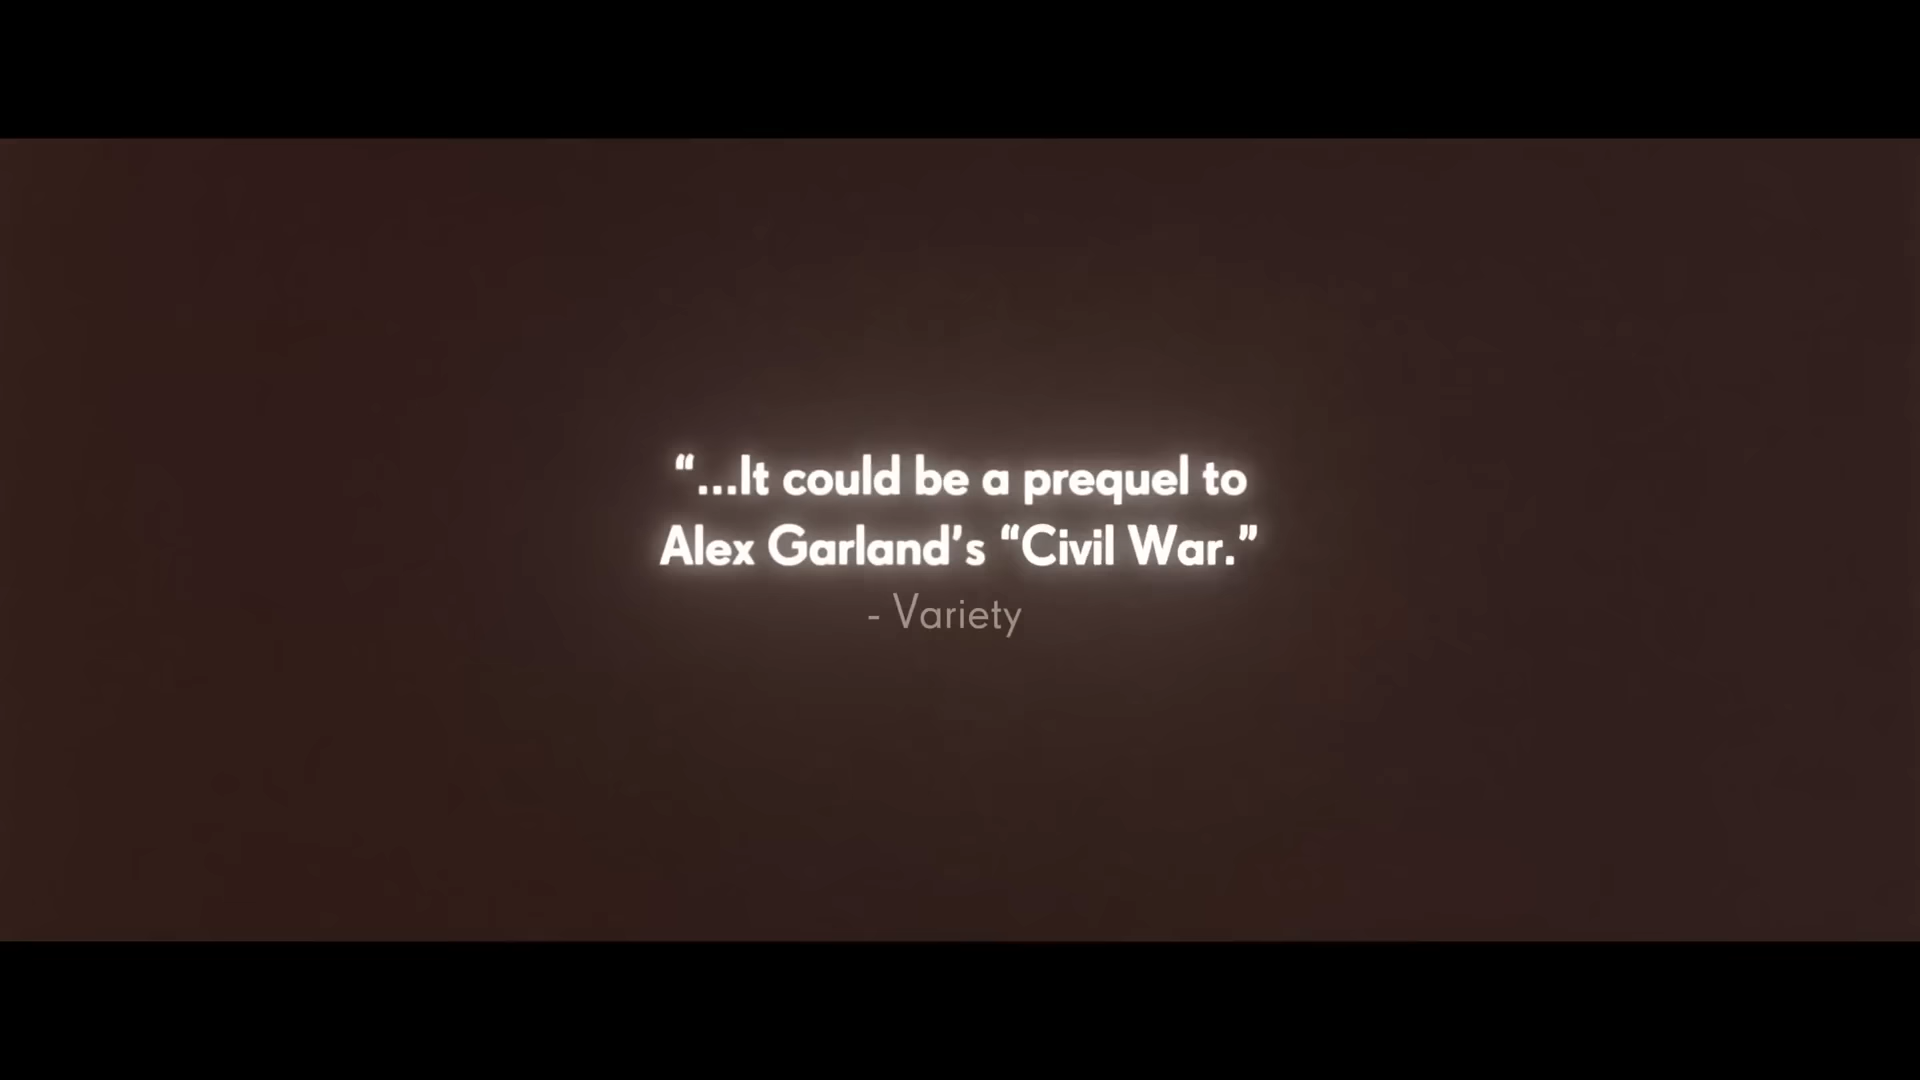 “...It could be a prequel to
Alex Garland’s “Civil War.”
- Variety